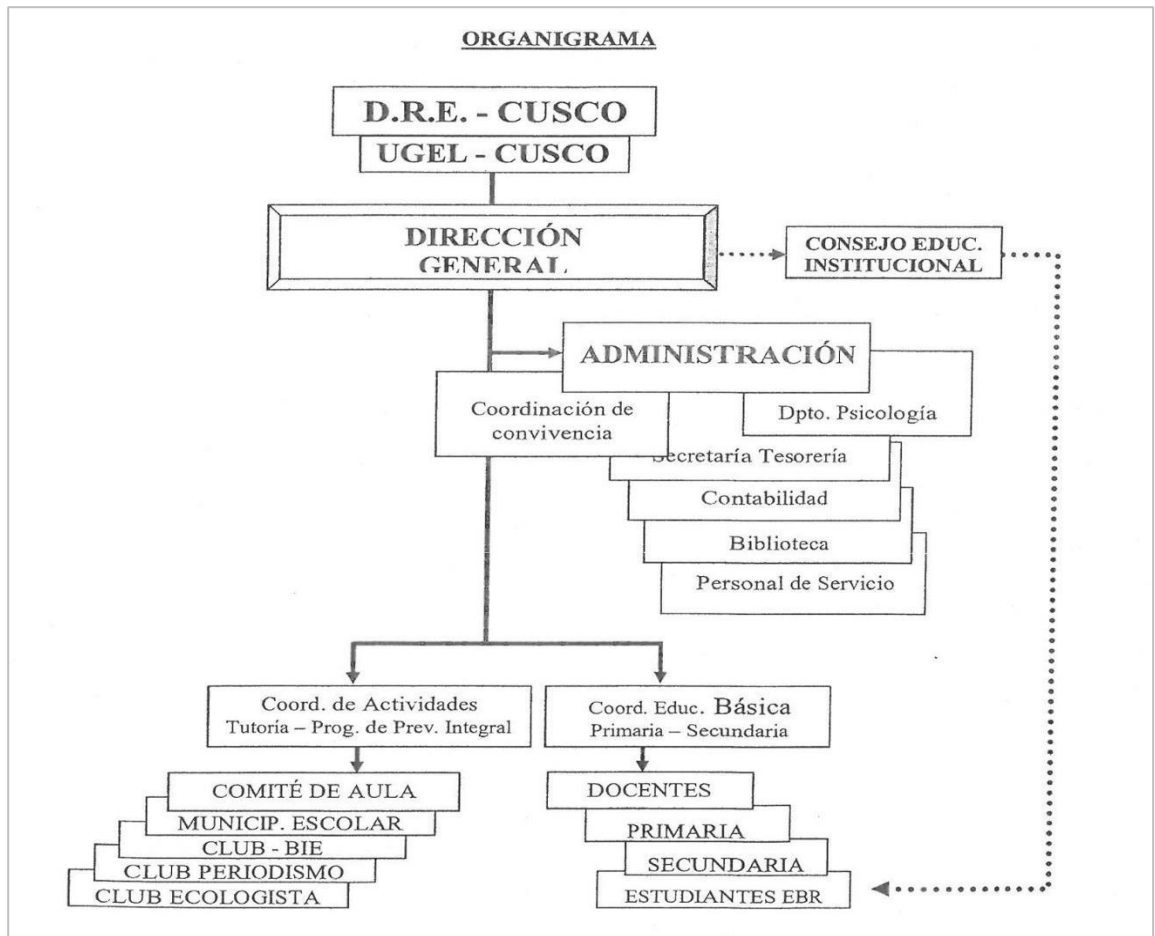 ORGANIGRAMA
D.R.E. - CUSCO
UGEL - CUSCO
DIRECCIÓN
GENERAL
CONSEJO EDUC.
INSTITUCIONAL
ADMINISTRACIÓN
Coordinación de
convivencia
Dpto. Psicología
Secretaría Tesorería
Contabilidad
Biblioteca
Personal de Servicio
Coord. de Actividades
Tutoría – Prog. de Prev. Integral
Coord. Educ. Básica
Primaria – Secundaria
COMITÉ DE AULA
MUNICIP. ESCOLAR
CLUB - BIE
CLUB PERIODISMO
CLUB ECOLOGISTA
DOCENTES
PRIMARIA
SECUNDARIA
ESTUDIANTES EBR